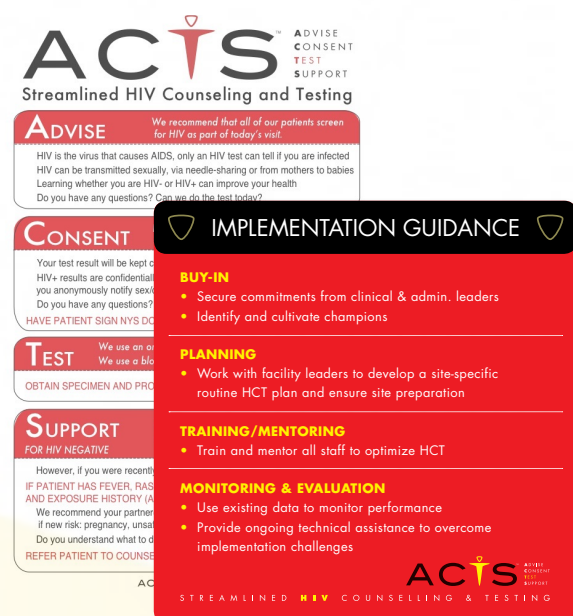 ACTS™
ADVISE
CONSENT
TEST
SUPPORT
Streamlined HIV Counseling and Testing
ADVISE
We recommend that all of our patients screen
for HIV as part of today's visit.
HIV is the virus that causes AIDS, only an HIV test can tell if you are infected
HIV can be transmitted sexually, via needle-sharing or from mothers to babies
Learning whether you are HIV- or HIV+ can improve your health
Do you have any questions? Can we do the test today?
CONSENT
Your test result will be kept
HIV+ results are confidential
you anonymously notify
Do you have any questions?
HAVE PATIENT SIGN NYS
TEST
We use an
We use a
OBTAIN SPECIMEN AND
SUPPORT
FOR HIV NEGATIVE
However, if you were
IF PATIENT HAS FEVER,
AND EXPOSURE HISTORY
We recommend your
if new risk: pregnancy,
Do you understand what to
REFER PATIENT TO
IMPLEMENTATION GUIDANCE
BUY-IN
• Secure commitments from clinical & admin. leaders
• Identify and cultivate champions
PLANNING
• Work with facility leaders to develop a site-specific
routine HCT plan and ensure site preparation
TRAINING/MENTORING
• Train and mentor all staff to optimize HCT
MONITORING & EVALUATION
• Use existing data to monitor performance
• Provide ongoing technical assistance to overcome
implementation challenges
ACTS
ADVISE
CONSENT
TEST
SUPPORT
STREAMLINED HIV COUNSELLING & TESTING